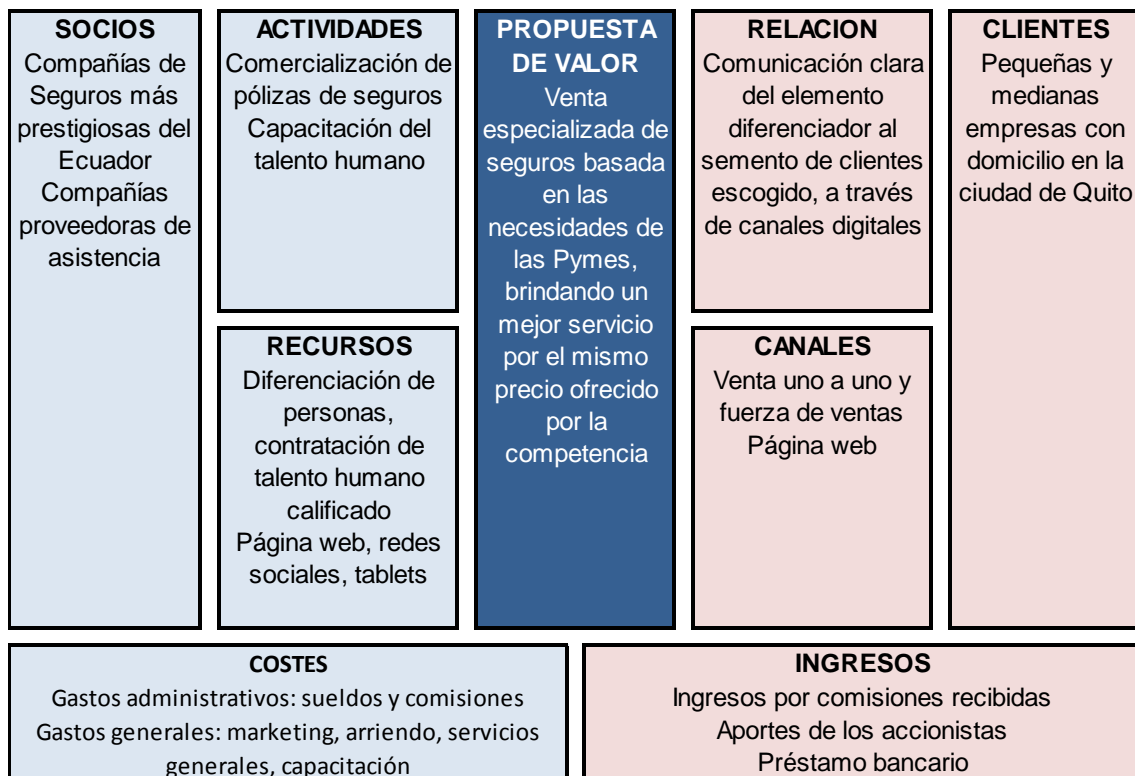 SOCIOS
Compañías de
Seguros más
prestigiosas del
Ecuador
Compañías
proveedoras de
asistencia
ACTIVIDADES
Comercialización de
pólizas de seguros
Capacitación del
talento humano
RECURSOS
Diferenciación de
personas,
contratación de
talento humano
calificado
Página web, redes
sociales, tablets
PROPUESTA
DE VALOR
Venta
especializada de
seguros basada
en las
necesidades de
las Pymes,
brindando un
mejor servicio
por el mismo
precio ofrecido
por la
competencia
RELACION
Comunicación clara
del elemento
diferenciador al
semento de clientes
escogido, a través
de canales digitales
CANALES
Venta uno a uno y
fuerza de ventas
Página web
CLIENTES
Pequeñas y
medianas
empresas con
domicilio en la
ciudad de Quito
COSTES
Gastos administrativos: sueldos y comisiones
Gastos generales: marketing, arriendo, servicios
generales, capacitación
INGRESOS
Ingresos por comisiones recibidas
Aportes de los accionistas
Préstamo bancario